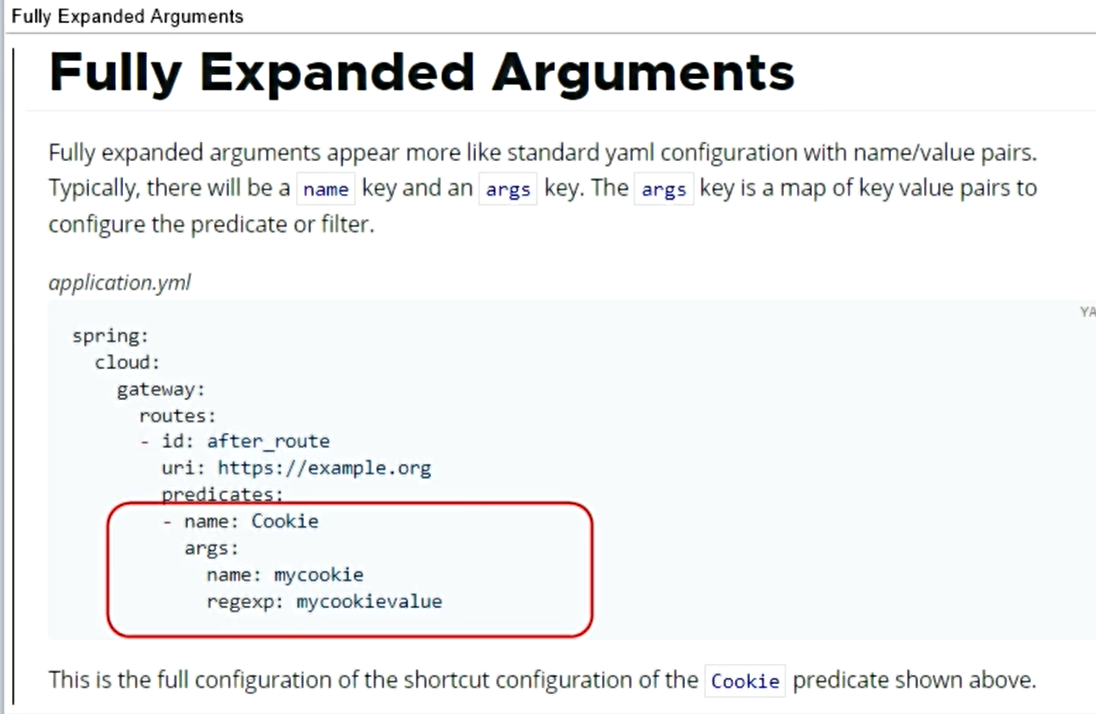 Fully Expanded Arguments
Fully Expanded Arguments
Fully expanded arguments appear more like standard yaml configuration with name/value pairs.
Typically, there will be a name key and an args key. The args key is a map of key value pairs to
configure the predicate or filter.
application.yml
YA
spring:
  cloud:
    gateway:
      routes:
      - id: after_route
        uri: https://example.org
        predicates:
        - name: Cookie
          args:
            name: mycookie
            regexp: mycookievalue
This is the full configuration of the shortcut configuration of the Cookie predicate shown above.